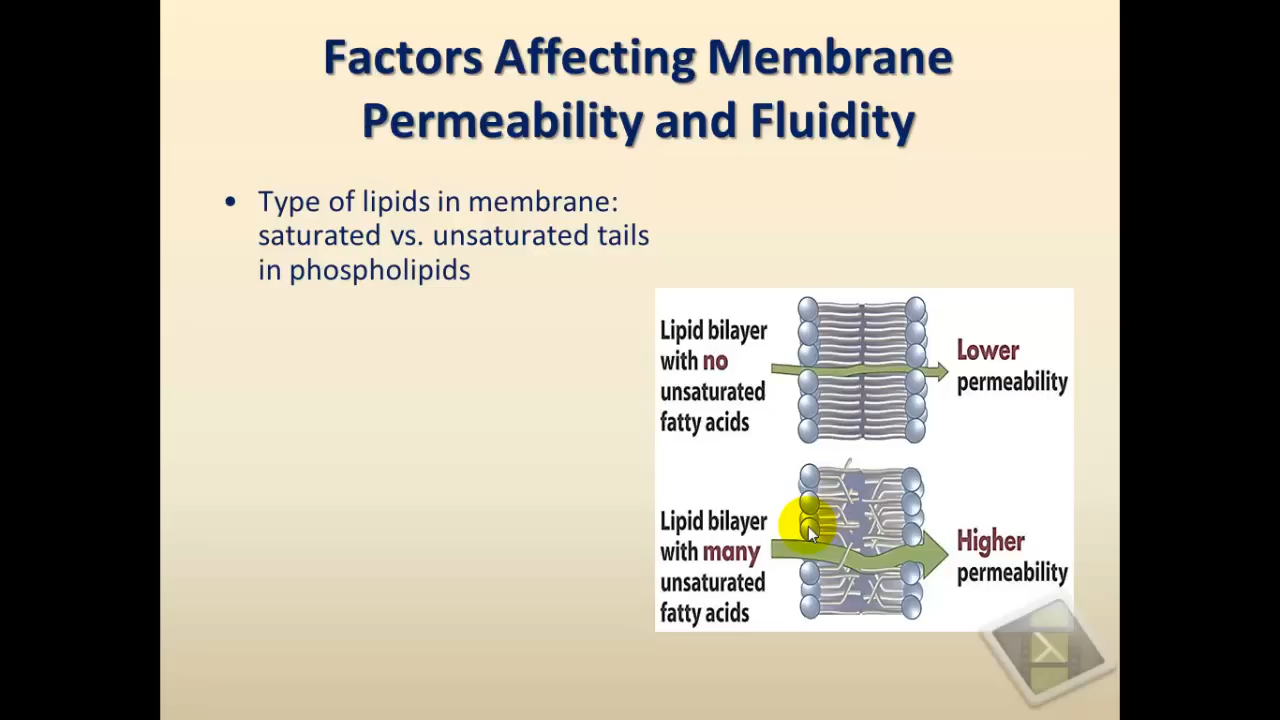 Factors Affecting Membrane
Permeability and Fluidity
• Type of lipids in membrane:
saturated vs. unsaturated tails
in phospholipids
Lipid bilayer
with no
unsaturated
fatty acids
Lower
permeability
Lipid bilayer
with many
unsaturated
fatty acids
Higher
permeability